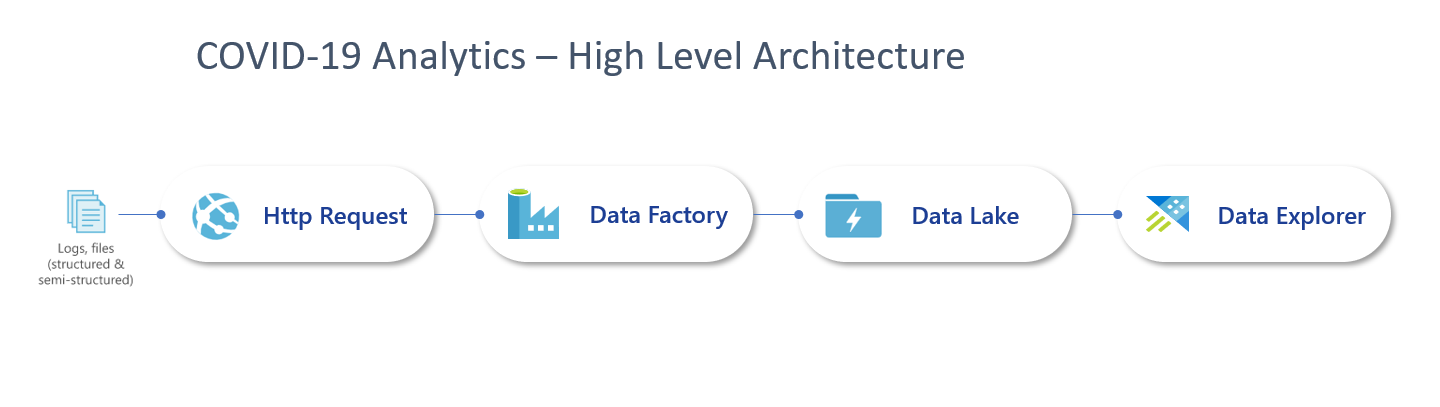 COVID-19 Analytics – High Level Architecture
Logs, files
(structured &
semi-structured)
Http Request
Data Factory
Data Lake
Data Explorer